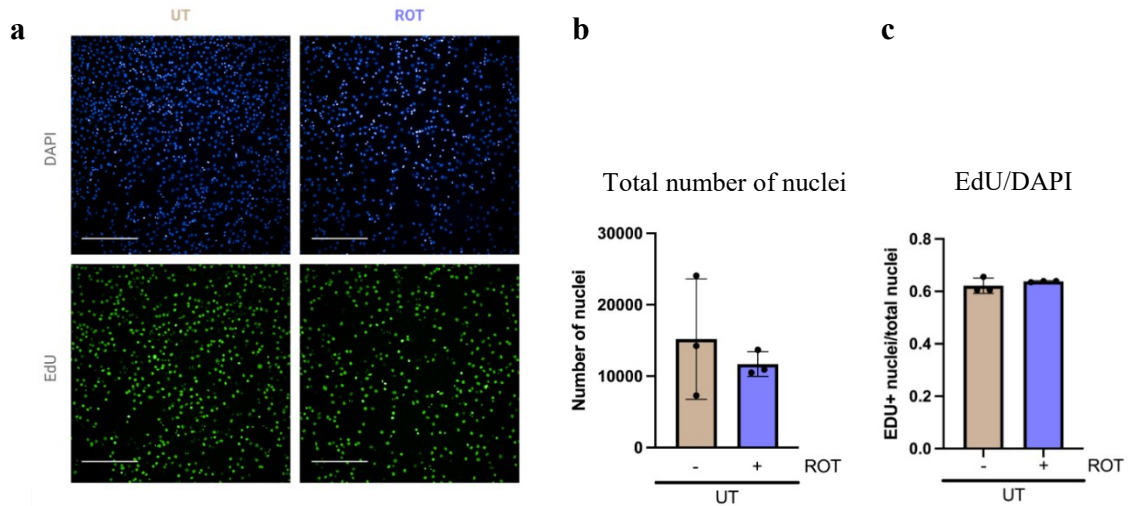 a
UT
ROT
DAPI
EdU
b
Total number of nuclei
Number of nuclei
30000
20000
10000
0
-
+
ROT
UT
c
EdU/DAPI
EDU+ nuclei/total nuclei
0.8
0.6
0.4
0.2
0.0
-
+
ROT
UT